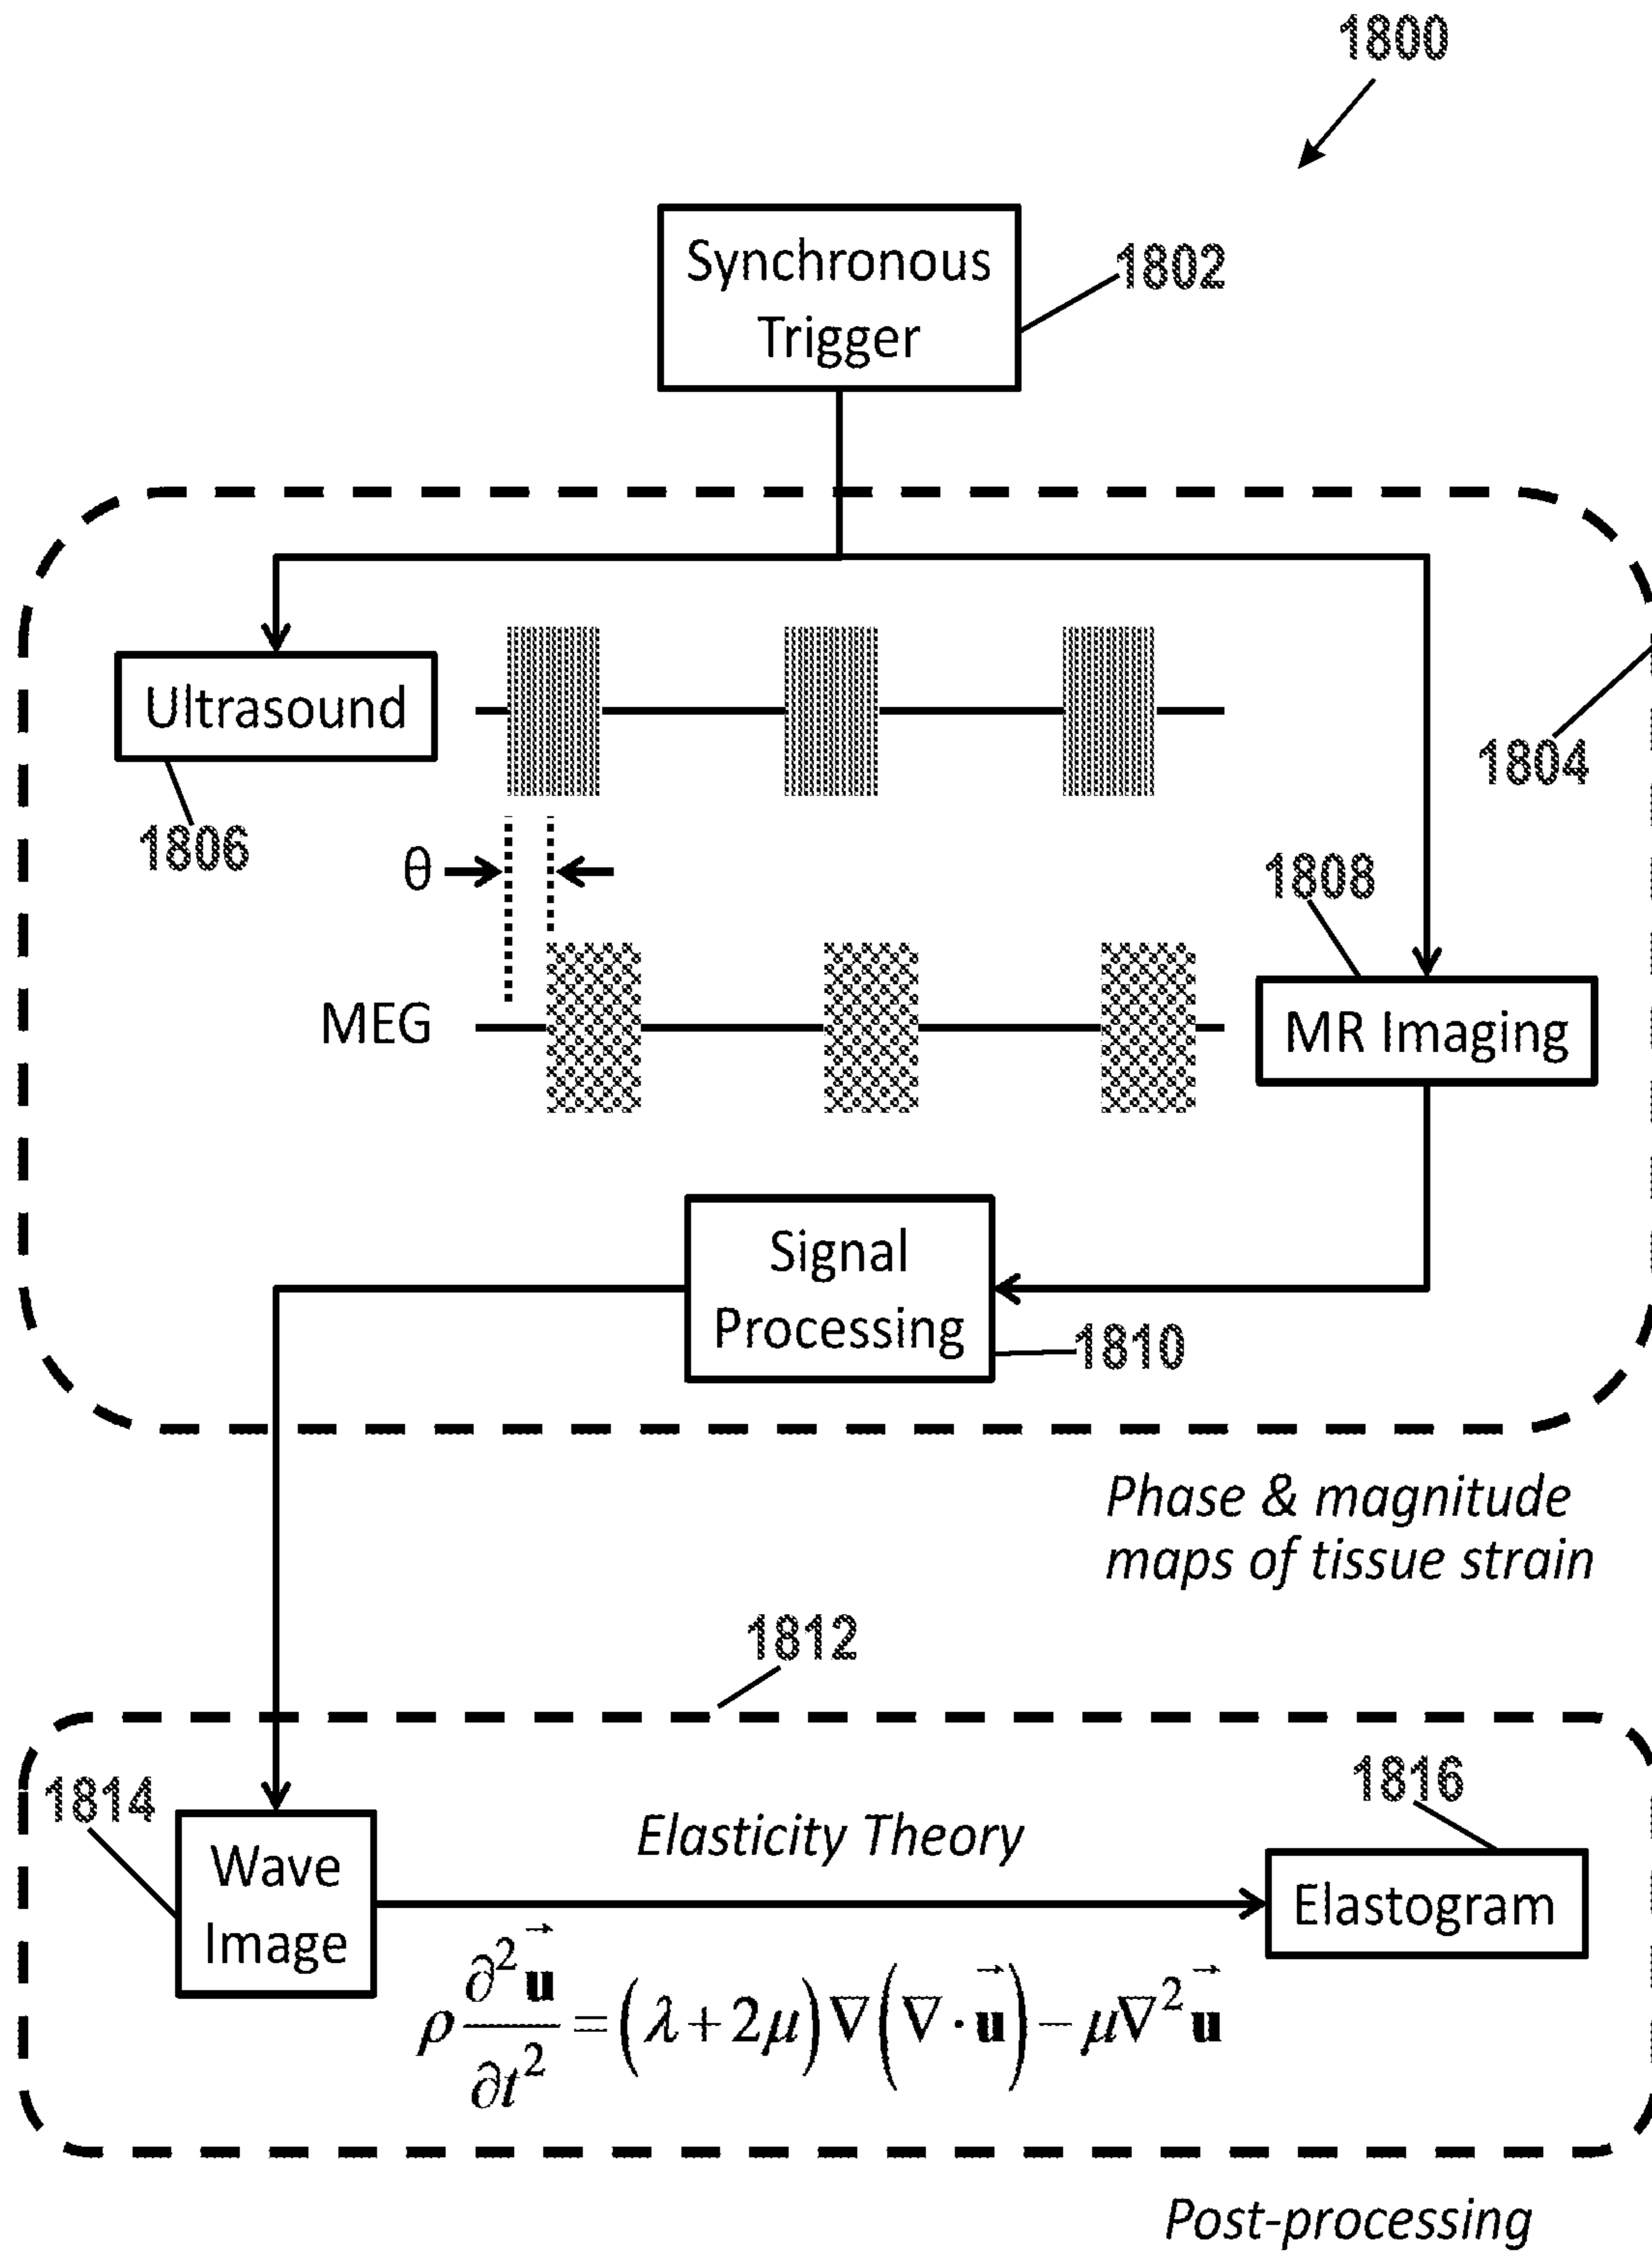 1800
Synchronous
Trigger
1802
Ultrasound
1804
1806
θ
1808
MEG
MR Imaging
Signal
Processing
1810
Phase & magnitude
maps of tissue strain
1812
1814
1816
Elasticity Theory
Wave
Image
Elastogram
ρ ∂²u⃗/∂t² = (λ + 2μ)∇(∇·u⃗) − μ∇²u⃗
Post-processing